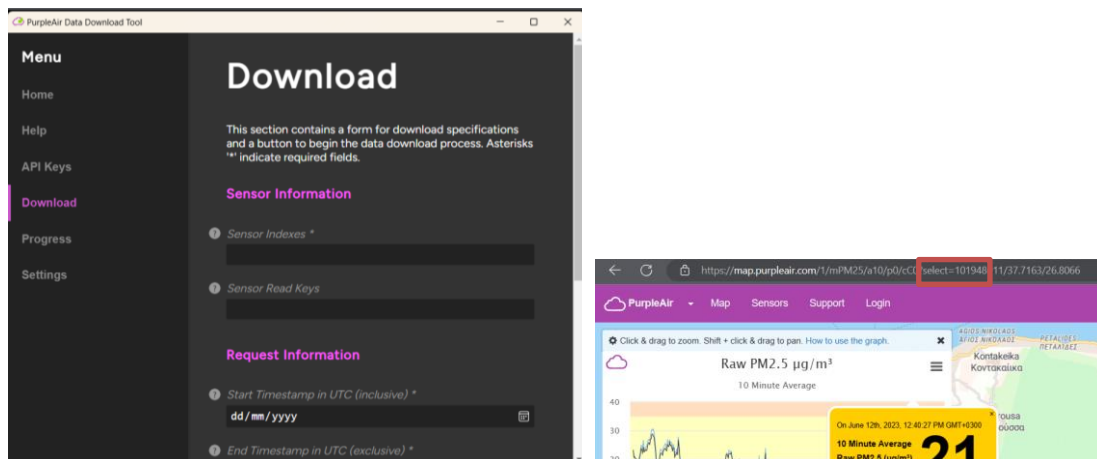 PurpleAir Data Download Tool
Menu
Home
Help
API Keys
Download
Progress
Settings
Download
This section contains a form for download specifications
and a button to begin the data download process. Asterisks
'*' indicate required fields.
Sensor Information
Sensor Indexes *
Sensor Read Keys
Request Information
Start Timestamp in UTC (inclusive) *
dd/mm/yyyy
End Timestamp in UTC (exclusive) *
https://map.purpleair.com/1/mPM25/a10/p0/cC0?select=101948#11/37.7163/26.8066
PurpleAir
Map
Sensors
Support
Login
Click & drag to zoom. Shift + click & drag to pan. How to use the graph.
Raw PM2.5 µg/m³
10 Minute Average
40
30
20
On June 12th, 2023, 12:40:27 PM GMT+0300
10 Minute Average
Raw PM2.5 (µg/m³)
21
Kontakeika
Κοντακαίικα